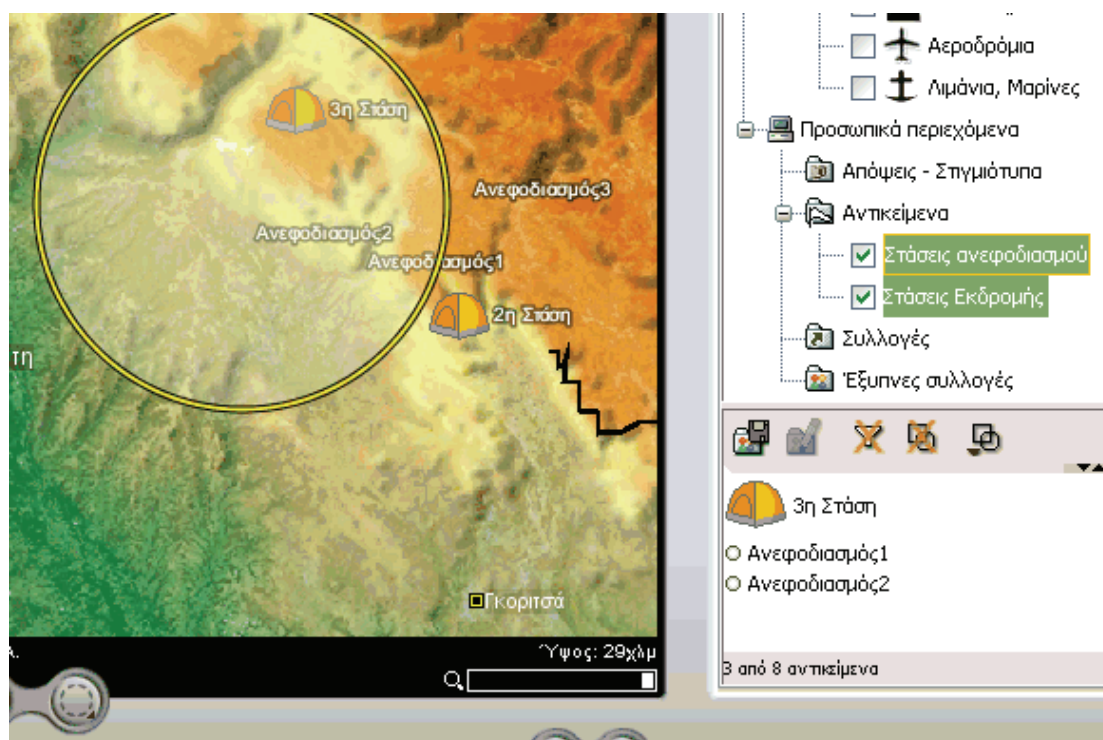 3η Στάση
Ανεφοδιασμός3
Ανεφοδιασμός2
Ανεφοδιασμός1
2η Στάση
τη
Γκοριτσά
Ύψος: 29χλμ
Αεροδρόμια
Λιμάνια, Μαρίνες
Προσωπικά περιεχόμενα
Απόψεις - Στιγμιότυπα
Αντικείμενα
Στάσεις ανεφοδιασμού
Στάσεις Εκδρομής
Συλλογές
Έξυπνες συλλογές
3η Στάση
Ανεφοδιασμός1
Ανεφοδιασμός2
3 από 8 αντικείμενα